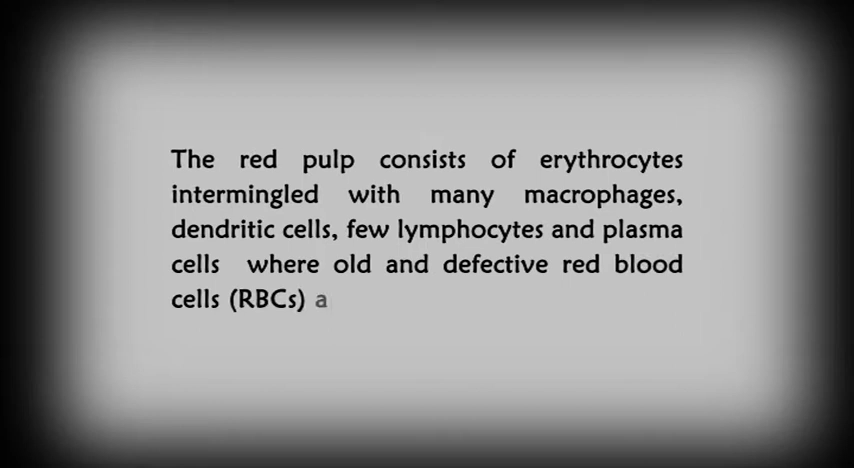 The red pulp consists of erythrocytes
intermingled with many macrophages,
dendritic cells, few lymphocytes and plasma
cells where old and defective red blood
cells (RBCs) a